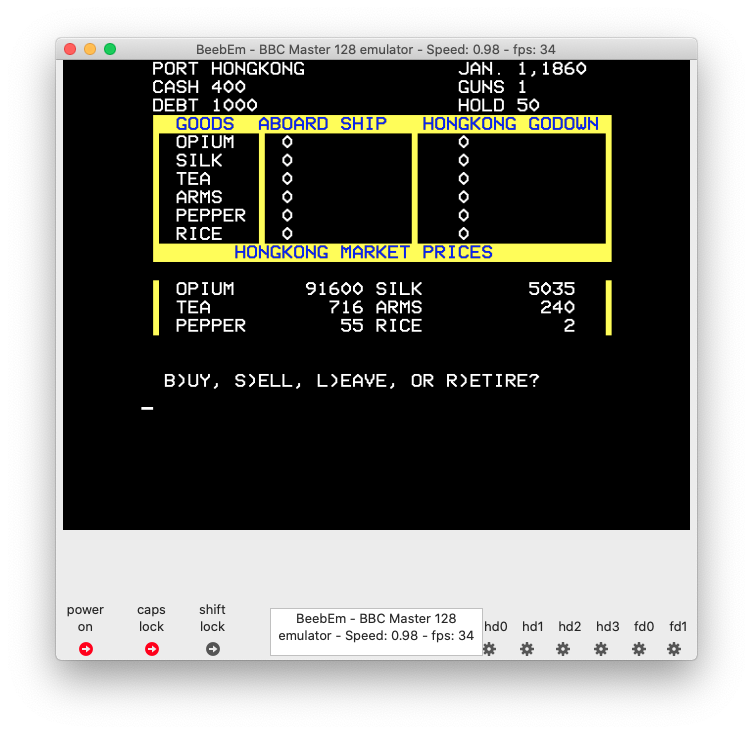 BeebEm - BBC Master 128 emulator - Speed: 0.98 - fps: 34
PORT HONGKONG JAN. 1,1860
CASH 400 GUNS 1
DEBT 1000 HOLD 50
GOODS ABOARD SHIP HONGKONG GODOWN
OPIUM 0 0
SILK 0 0
TEA 0 0
ARMS 0 0
PEPPER 0 0
RICE 0 0
HONGKONG MARKET PRICES
OPIUM 91600 SILK 5035
TEA 716 ARMS 240
PEPPER 55 RICE 2
B)UY, S)ELL, L)EAVE, OR R)ETIRE?
power on caps lock shift lock
BeebEm - BBC Master 128
emulator - Speed: 0.98 - fps: 34
hd0 hd1 hd2 hd3 fd0 fd1